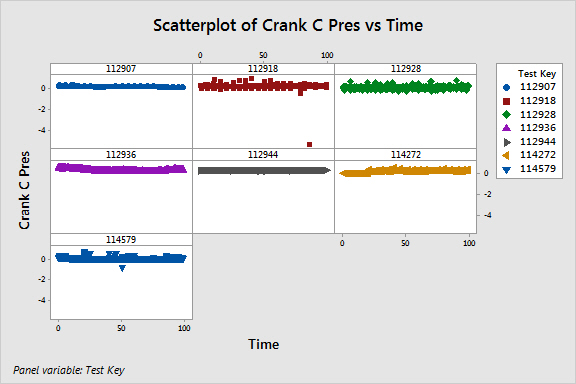 Scatterplot of Crank C Pres vs Time
0 50 100
112907 112918 112928
0
-2
-4
112936 112944 114272
0
-2
-4
114579
0
-2
-4
0 50 100
0 50 100
Crank C Pres
Time
Test Key
112907
112918
112928
112936
112944
114272
114579
Panel variable: Test Key